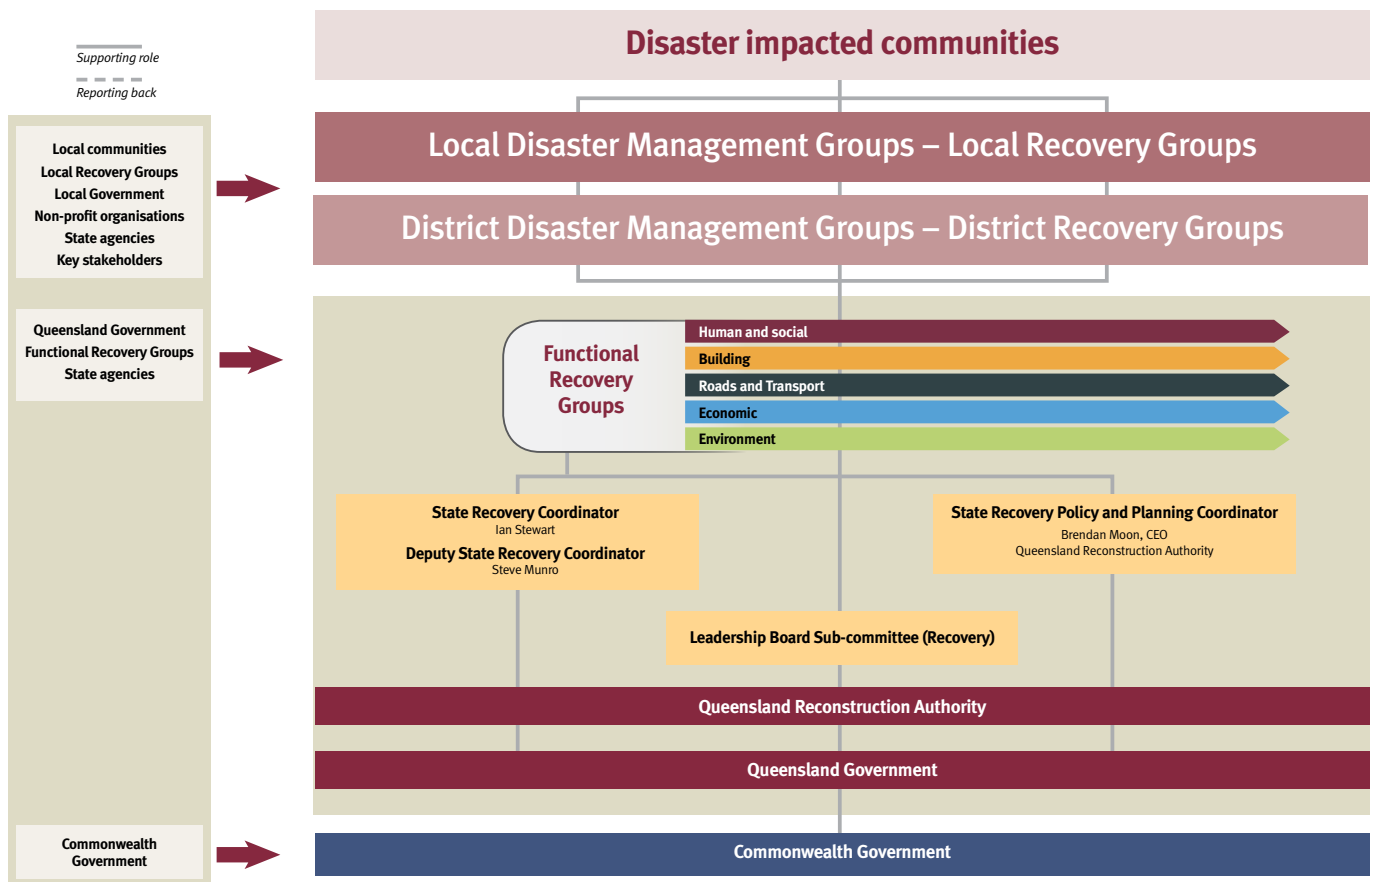 Supporting role
Reporting back
Local communities
Local Recovery Groups
Local Government
Non-profit organisations
State agencies
Key stakeholders
Queensland Government
Functional Recovery Groups
State agencies
Commonwealth
Government
Disaster impacted communities
Local Disaster Management Groups – Local Recovery Groups
District Disaster Management Groups – District Recovery Groups
Functional
Recovery
Groups
Human and social
Building
Roads and Transport
Economic
Environment
State Recovery Coordinator
Ian Stewart
Deputy State Recovery Coordinator
Steve Munro
State Recovery Policy and Planning Coordinator
Brendan Moon, CEO
Queensland Reconstruction Authority
Leadership Board Sub-committee (Recovery)
Queensland Reconstruction Authority
Queensland Government
Commonwealth Government